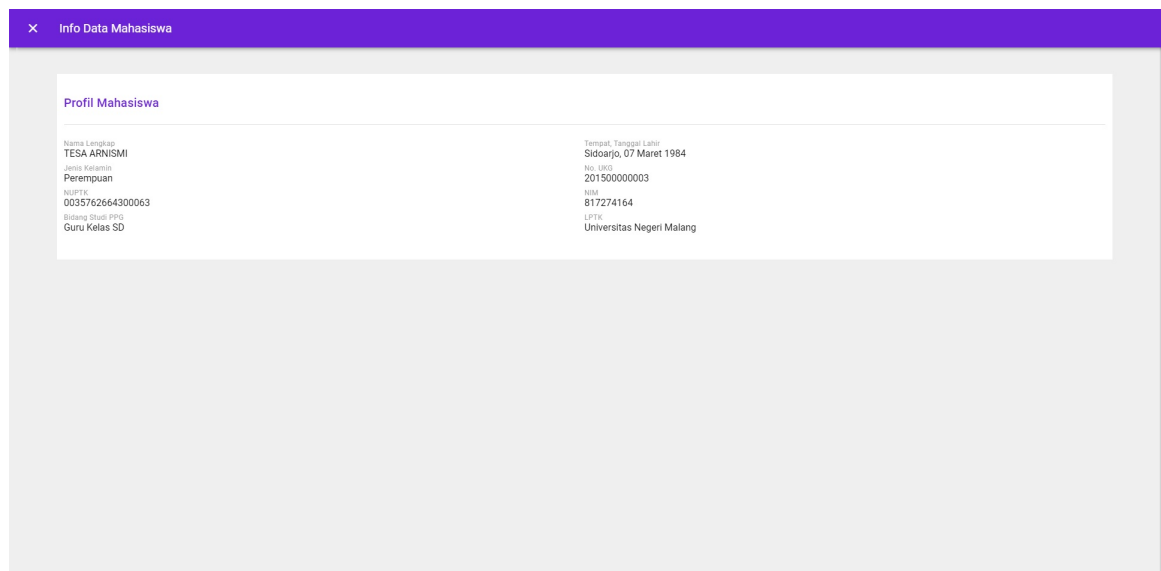 Info Data Mahasiswa
Profil Mahasiswa
Nama Lengkap
TESA ARNISMI
Jenis Kelamin
Perempuan
NUPTK
0035762664300063
Bidang Studi PPG
Guru Kelas SD
Tempat, Tanggal Lahir
Sidoarjo, 07 Maret 1984
No. UKG
201500000003
NIM
817274164
LPTK
Universitas Negeri Malang